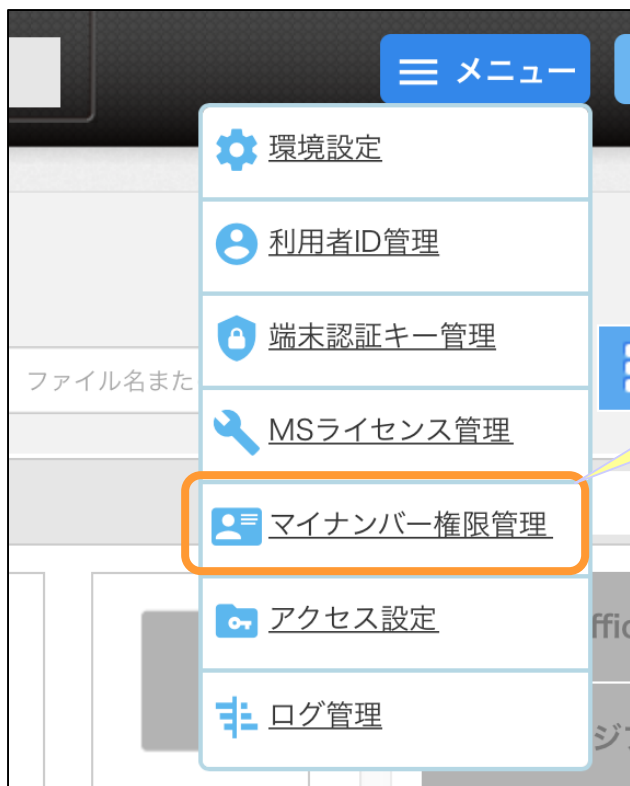 メニュー
環境設定
利用者ID管理
端末認証キー管理
ファイル名また
MSライセンス管理
マイナンバー権限管理
アクセス設定
ログ管理